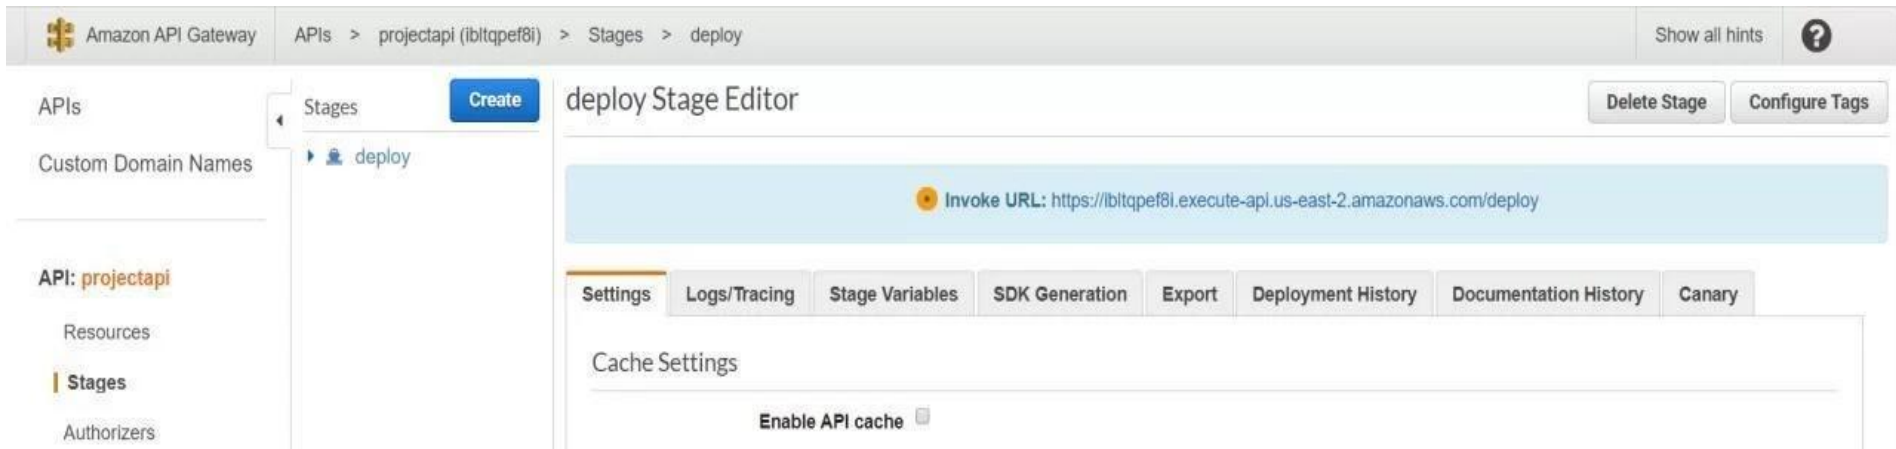 Amazon API Gateway APIs > projectapi (ibltqpef8i) > Stages > deploy Show all hints ?
APIs
Custom Domain Names
API: projectapi
Resources
Stages
Authorizers
Stages Create
deploy
deploy Stage Editor Delete Stage Configure Tags
Invoke URL: https://ibltqpef8i.execute-api.us-east-2.amazonaws.com/deploy
Settings Logs/Tracing Stage Variables SDK Generation Export Deployment History Documentation History Canary
Cache Settings
Enable API cache